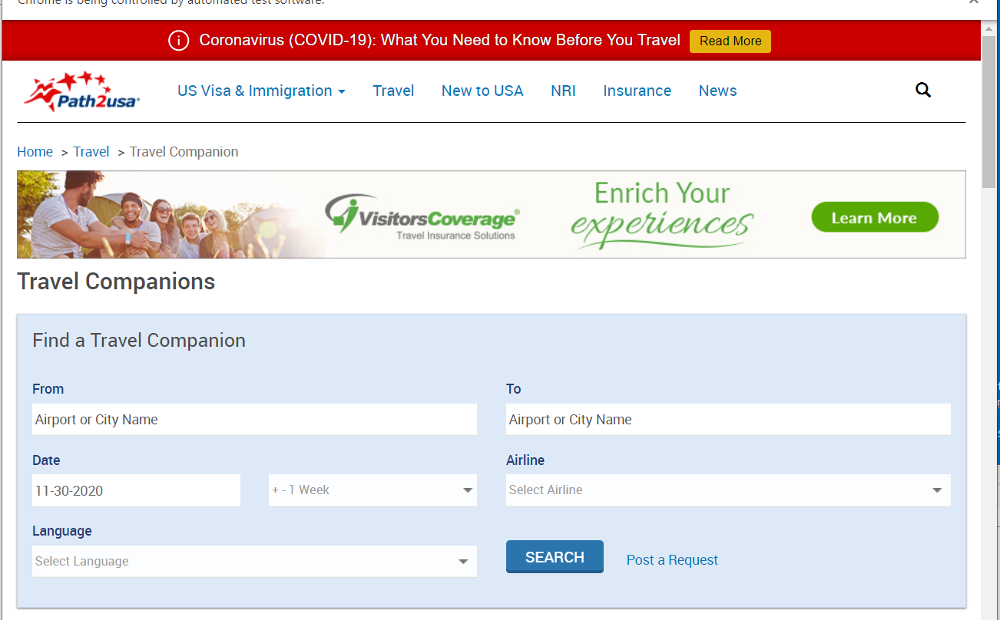 Chrome is being controlled by automated test software.
Coronavirus (COVID-19): What You Need to Know Before You Travel Read More
Path2usa US Visa & Immigration Travel New to USA NRI Insurance News
Home > Travel > Travel Companion
VisitorsCoverage®
Travel Insurance Solutions
Enrich Your
experiences
Learn More
Travel Companions
Find a Travel Companion
From To
Airport or City Name Airport or City Name
Date Airline
11-30-2020 + - 1 Week Select Airline
Language
Select Language SEARCH Post a Request